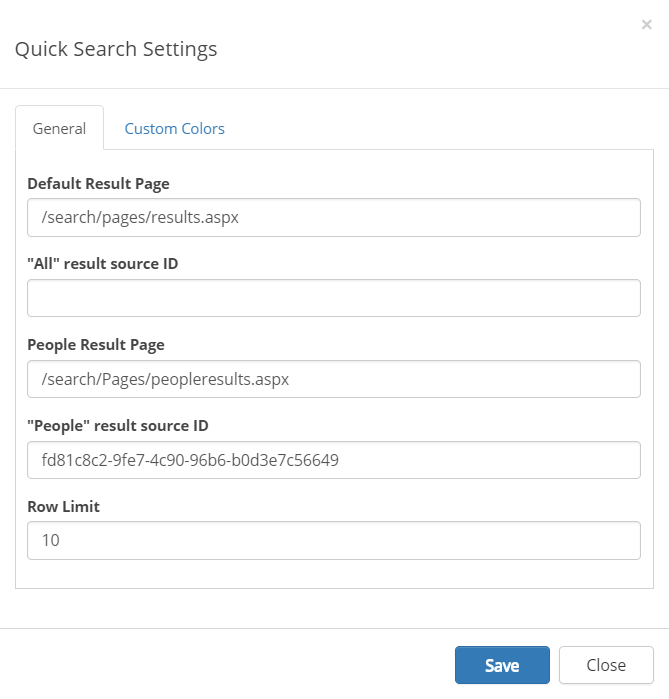 ×
Quick Search Settings
General
Custom Colors
Default Result Page
/search/pages/results.aspx
"All" result source ID
People Result Page
/search/Pages/peopleresults.aspx
"People" result source ID
fd81c8c2-9fe7-4c90-96b6-b0d3e7c56649
Row Limit
10
Save
Close